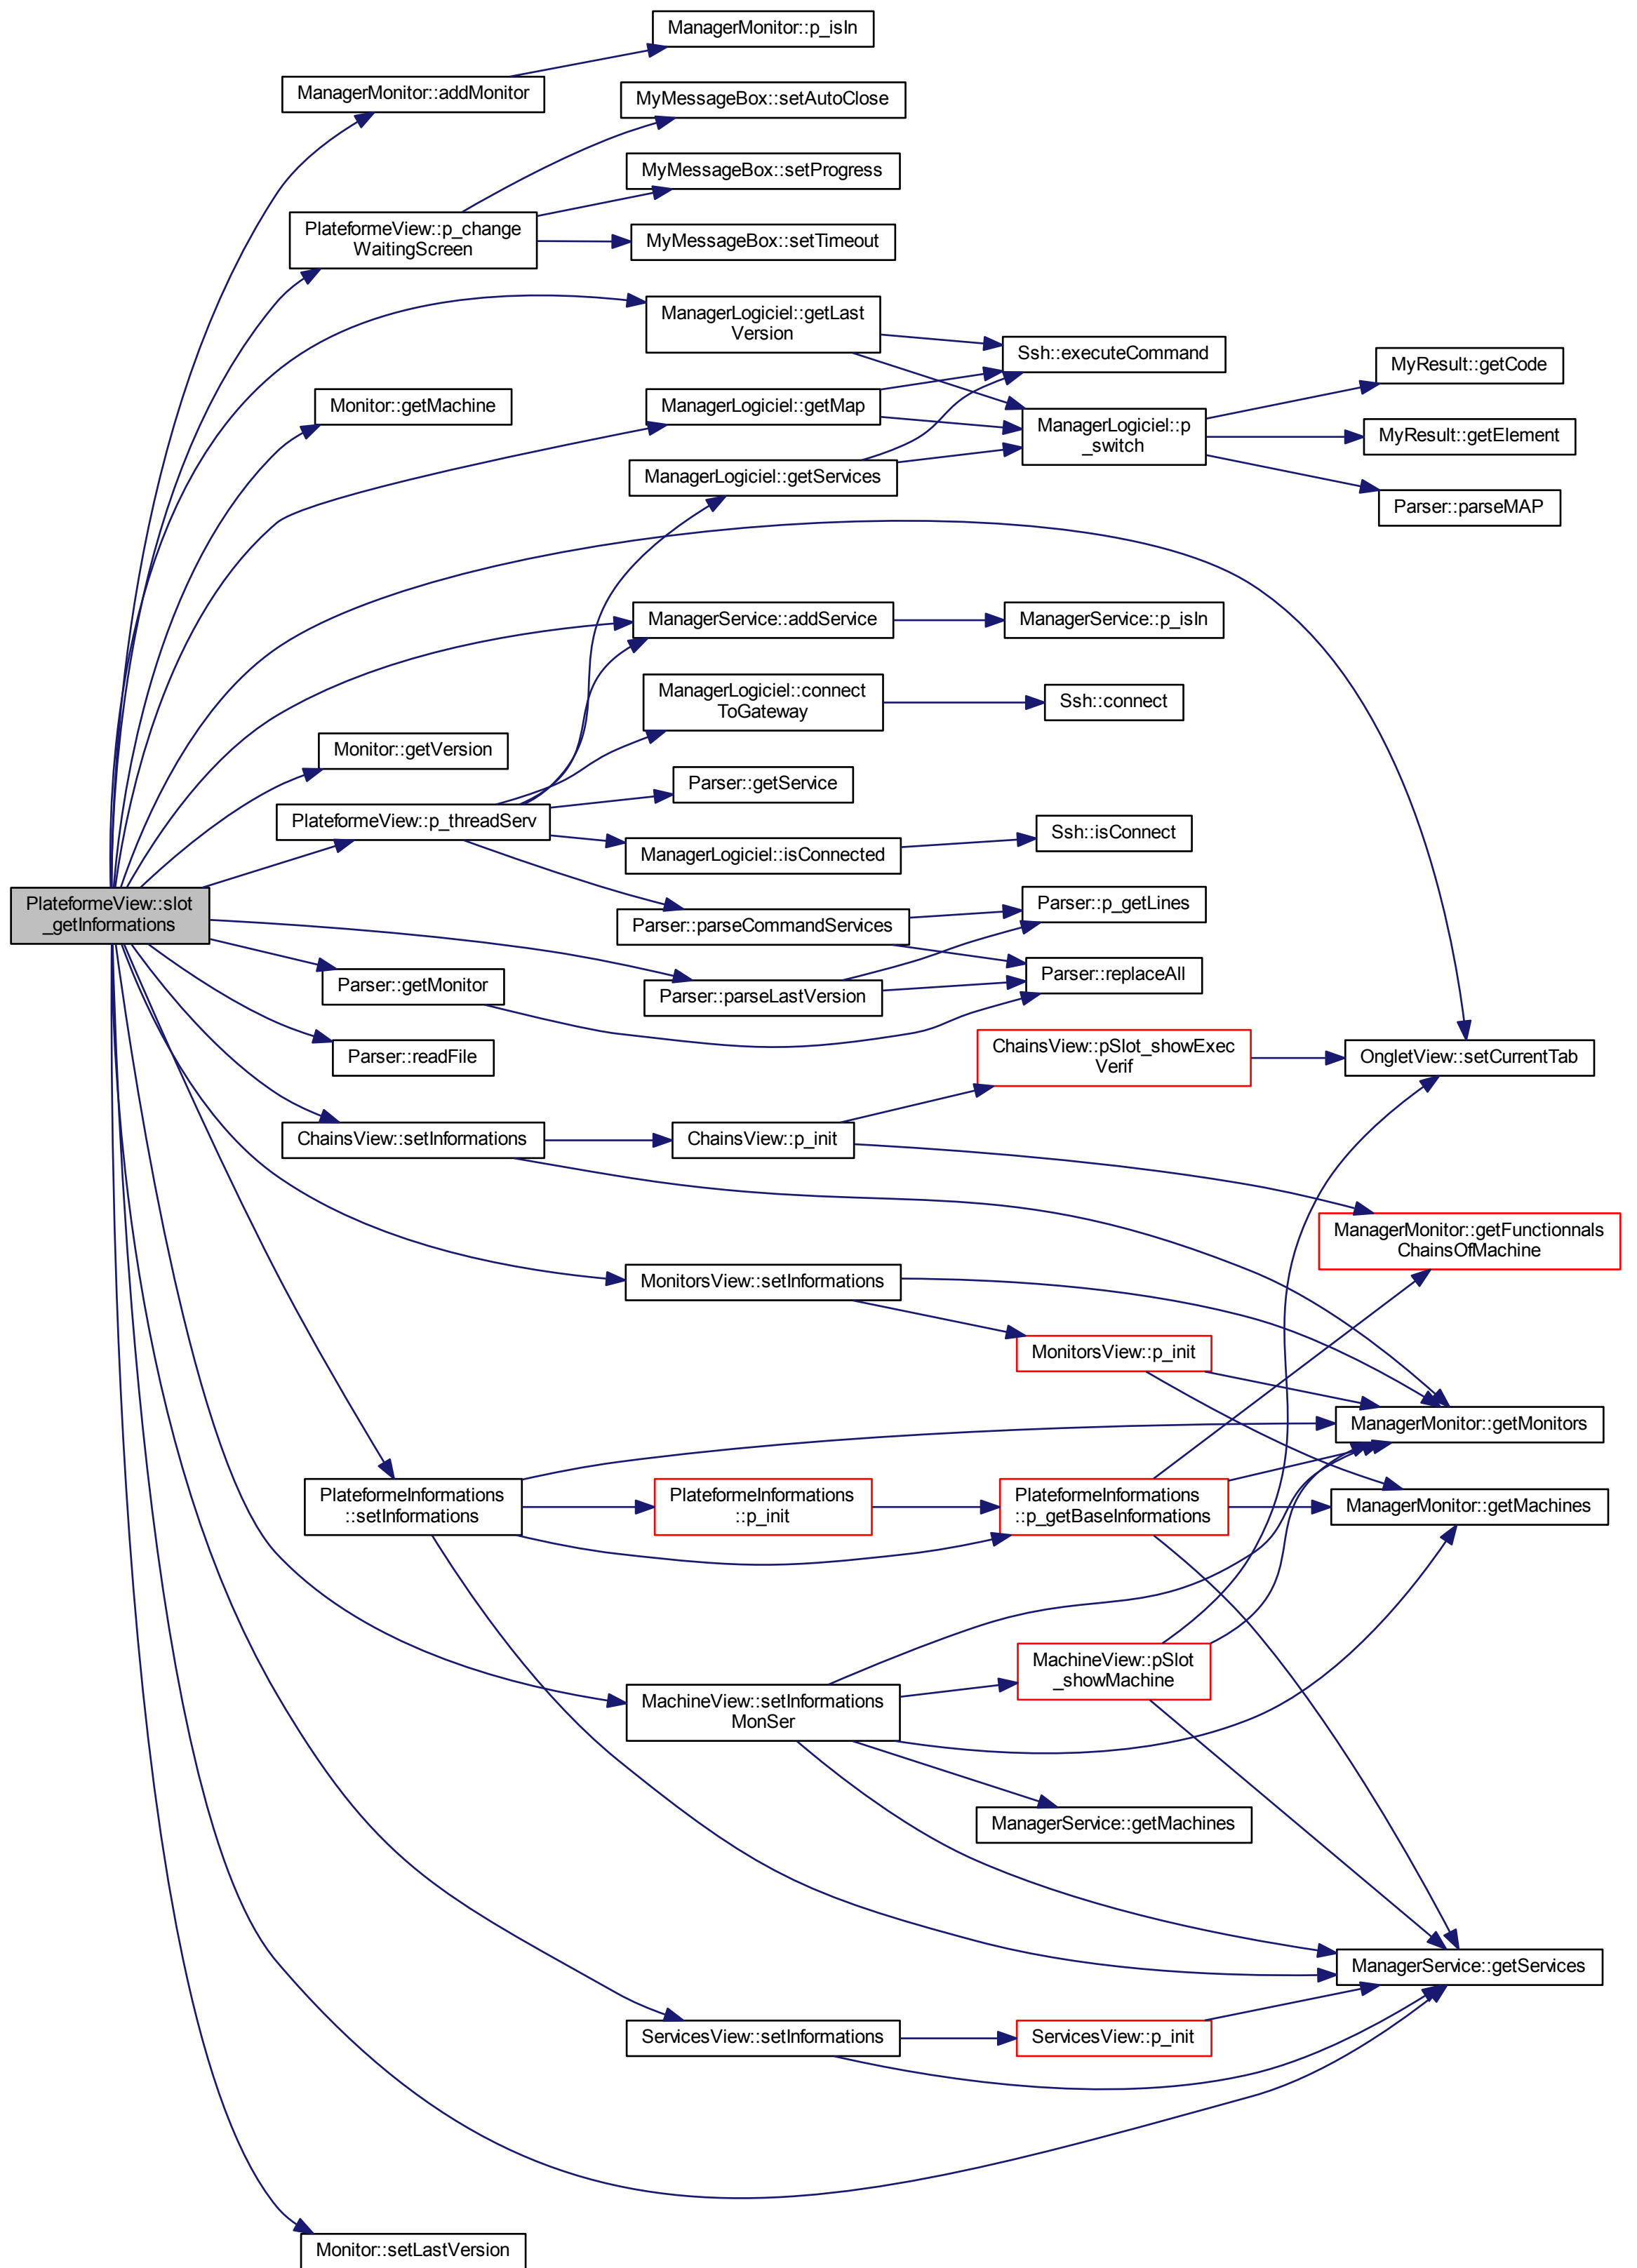 ManagerMonitor::p_isIn
ManagerMonitor::addMonitor
MyMessageBox::setAutoClose
MyMessageBox::setProgress
PlateformeView::p_change
WaitingScreen
MyMessageBox::setTimeout
ManagerLogiciel::getLast
Version
Ssh::executeCommand
MyResult::getCode
Monitor::getMachine
ManagerLogiciel::getMap
ManagerLogiciel::p
_switch
MyResult::getElement
ManagerLogiciel::getServices
Parser::parseMAP
ManagerService::addService
ManagerService::p_isIn
ManagerLogiciel::connect
ToGateway
Ssh::connect
Monitor::getVersion
Parser::getService
PlateformeView::p_threadServ
Ssh::isConnect
ManagerLogiciel::isConnected
PlateformeView::slot
_getInformations
Parser::p_getLines
Parser::parseCommandServices
Parser::replaceAll
Parser::getMonitor
Parser::parseLastVersion
Parser::readFile
ChainsView::pSlot_showExec
Verif
OngletView::setCurrentTab
ChainsView::setInformations
ChainsView::p_init
ManagerMonitor::getFunctionnals
ChainsOfMachine
MonitorsView::setInformations
MonitorsView::p_init
ManagerMonitor::getMonitors
PlateformeInformations
::setInformations
PlateformeInformations
::p_init
PlateformeInformations
::p_getBaseInformations
ManagerMonitor::getMachines
MachineView::pSlot
_showMachine
MachineView::setInformations
MonSer
ManagerService::getMachines
ManagerService::getServices
ServicesView::setInformations
ServicesView::p_init
Monitor::setLastVersion